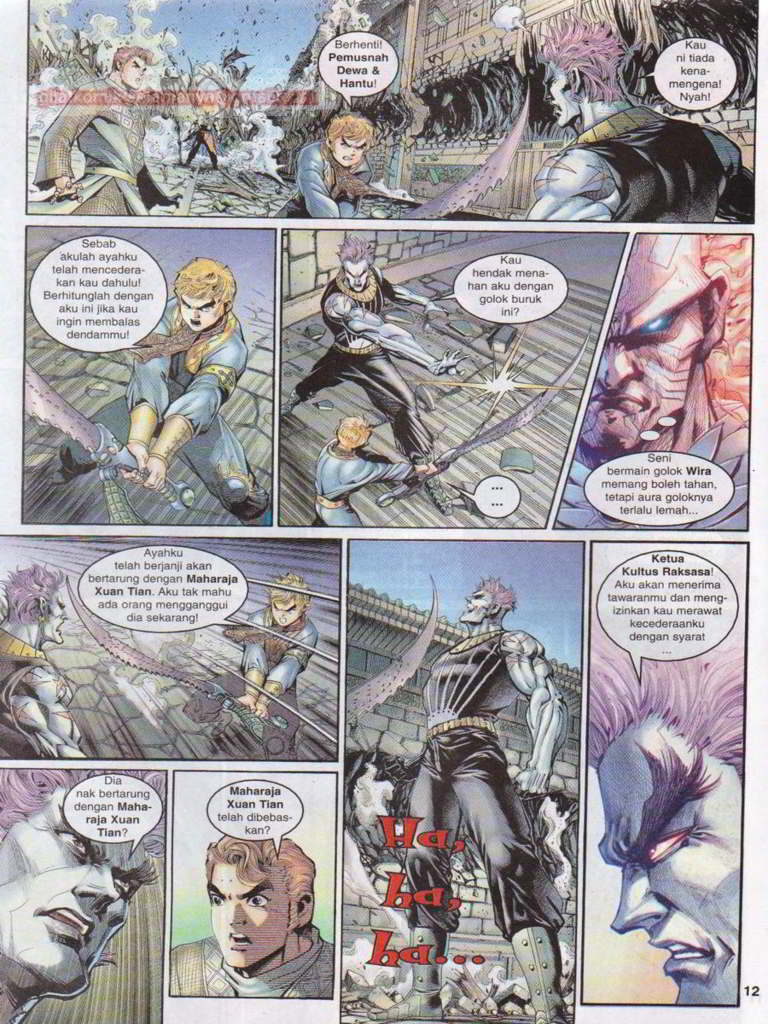 Berhenti!
Pemusnah
Dewa &
Hantu!
Kau
ni tiada
kena-
mengena!
Nyah!
Sebab
akulah ayahku
telah mencedera-
kan kau dahulu!
Berhitunglah dengan
aku ini jika kau
ingin membalas
dendammu!
Kau
hendak mena-
han aku dengan
golok buruk
ini?
...
...
Seni
bermain golok Wira
memang boleh tahan,
tetapi aura goloknya
terlalu lemah...
Ayahku
telah berjanji akan
bertarung dengan Maharaja
Xuan Tian. Aku tak mahu
ada orang mengganggui
dia sekarang!
Ha,
ha,
ha...
Ketua
Kultus Raksasa!
Aku akan menerima
tawaranmu dan meng-
izinkan kau merawat
kecederaanku
dengan syarat
...
Dia
nak bertarung
dengan Maha-
raja Xuan
Tian?
Maharaja
Xuan Tian
telah dibebas-
kan?
12